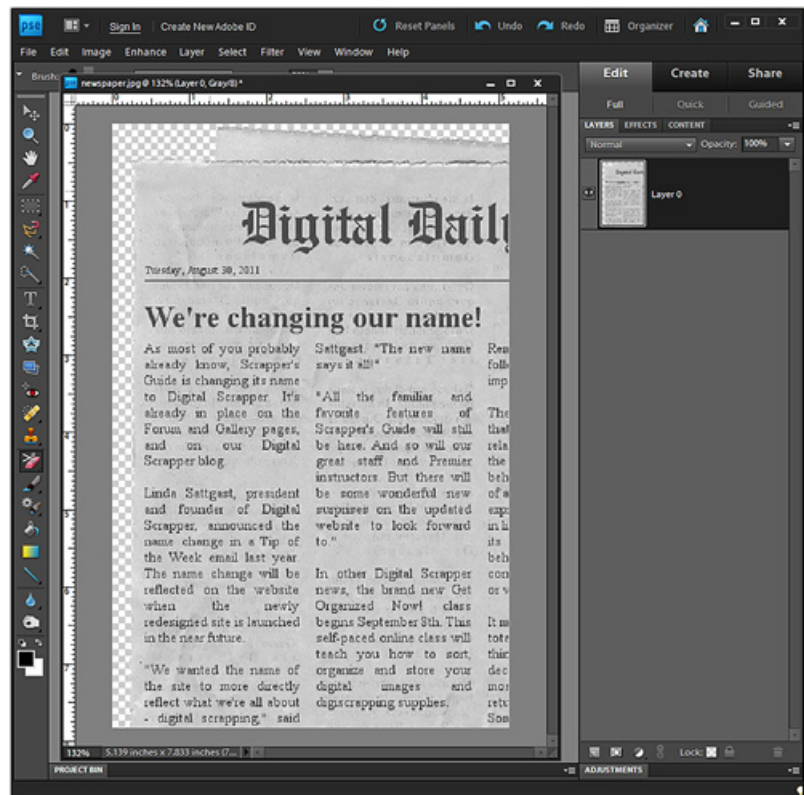 pse Sign In Create New Adobe ID Reset Panels Undo Redo Organizer
File Edit Image Enhance Layer Select Filter View Window Help
Brush:
newspaper.jpg @ 132% (Layer 0, Gray/8) *
Edit Create Share
Full Quick Guided
LAYERS EFFECTS CONTENT
Normal Opacity: 100%
Layer 0
Digital Daily
Tuesday, August 30, 2011
We're changing our name!
As most of you probably
already know, Scrapper's
Guide is changing its name
to Digital Scrapper. It's
already in place on the
Forum and Gallery pages,
and on our Digital
Scrapper blog.
Linda Sattgast, president
and founder of Digital
Scrapper, announced the
name change in a Tip of
the Week email last year.
The name change will be
reflected on the website
when the newly
redesigned site is launched
in the near future.
"We wanted the name of
the site to more directly
reflect what we're all about
- digital scrapping," said
Sattgast. "The new name
says it all!"
"All the familiar and
favorite features of
Scrapper's Guide will still
be here. And so will our
great staff and Premier
instructors. But there will
be some wonderful new
surprises on the updated
website to look forward
to."
In other Digital Scrapper
news, the brand new Get
Organized Now! class
begins September 8th. This
self-paced online class will
teach you how to sort,
organize and store your
digital images and
digiscrapping supplies.
132% 5.139 inches x 7.833 inches (7...
Lock:
PROJECT BIN
ADJUSTMENTS